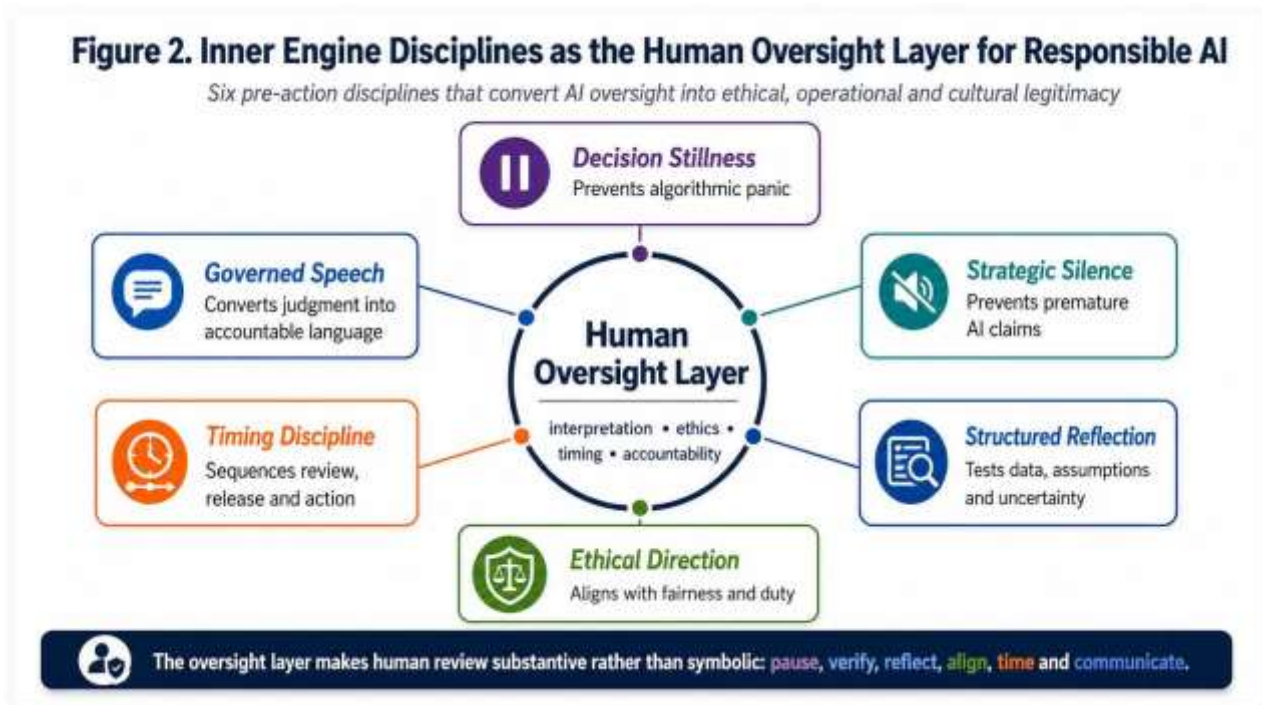 Figure 2. Inner Engine Disciplines as the Human Oversight Layer for Responsible AI
Six pre-action disciplines that convert AI oversight into ethical, operational and cultural legitimacy
Decision Stillness
Prevents algorithmic panic
Governed Speech
Converts judgment into
accountable language
Strategic Silence
Prevents premature
AI claims
Human
Oversight Layer
interpretation • ethics •
timing • accountability
Timing Discipline
Sequences review,
release and action
Structured Reflection
Tests data, assumptions
and uncertainty
Ethical Direction
Aligns with fairness and duty
The oversight layer makes human review substantive rather than symbolic: pause, verify, reflect, align, time and communicate.